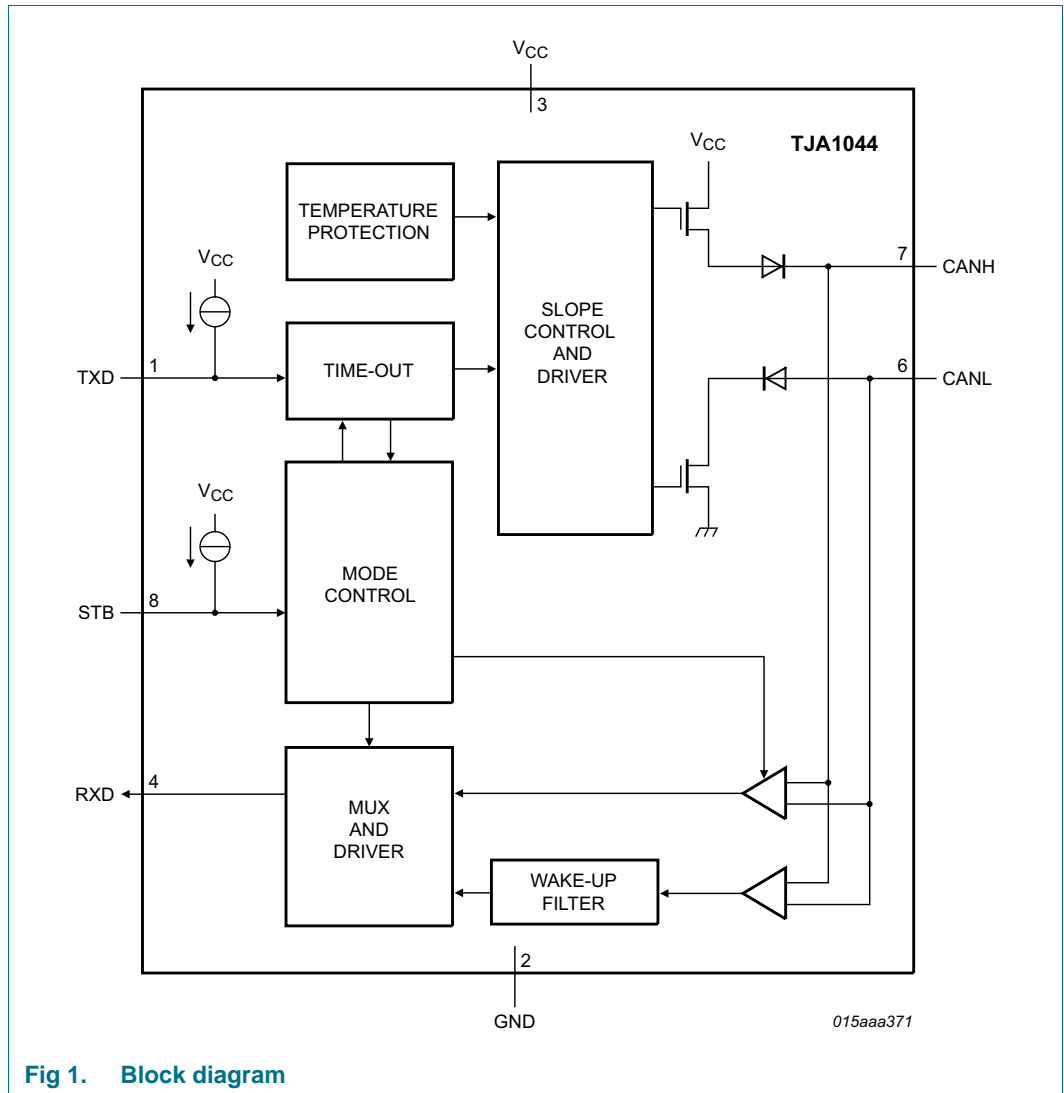 VCC
3
TJA1044
VCC
TEMPERATURE
PROTECTION
VCC
7
CANH
SLOPE
CONTROL
AND
DRIVER
TXD
1
TIME-OUT
6
CANL
VCC
MODE
CONTROL
STB
8
RXD
4
MUX
AND
DRIVER
WAKE-UP
FILTER
2
GND
015aaa371
Fig 1. Block diagram